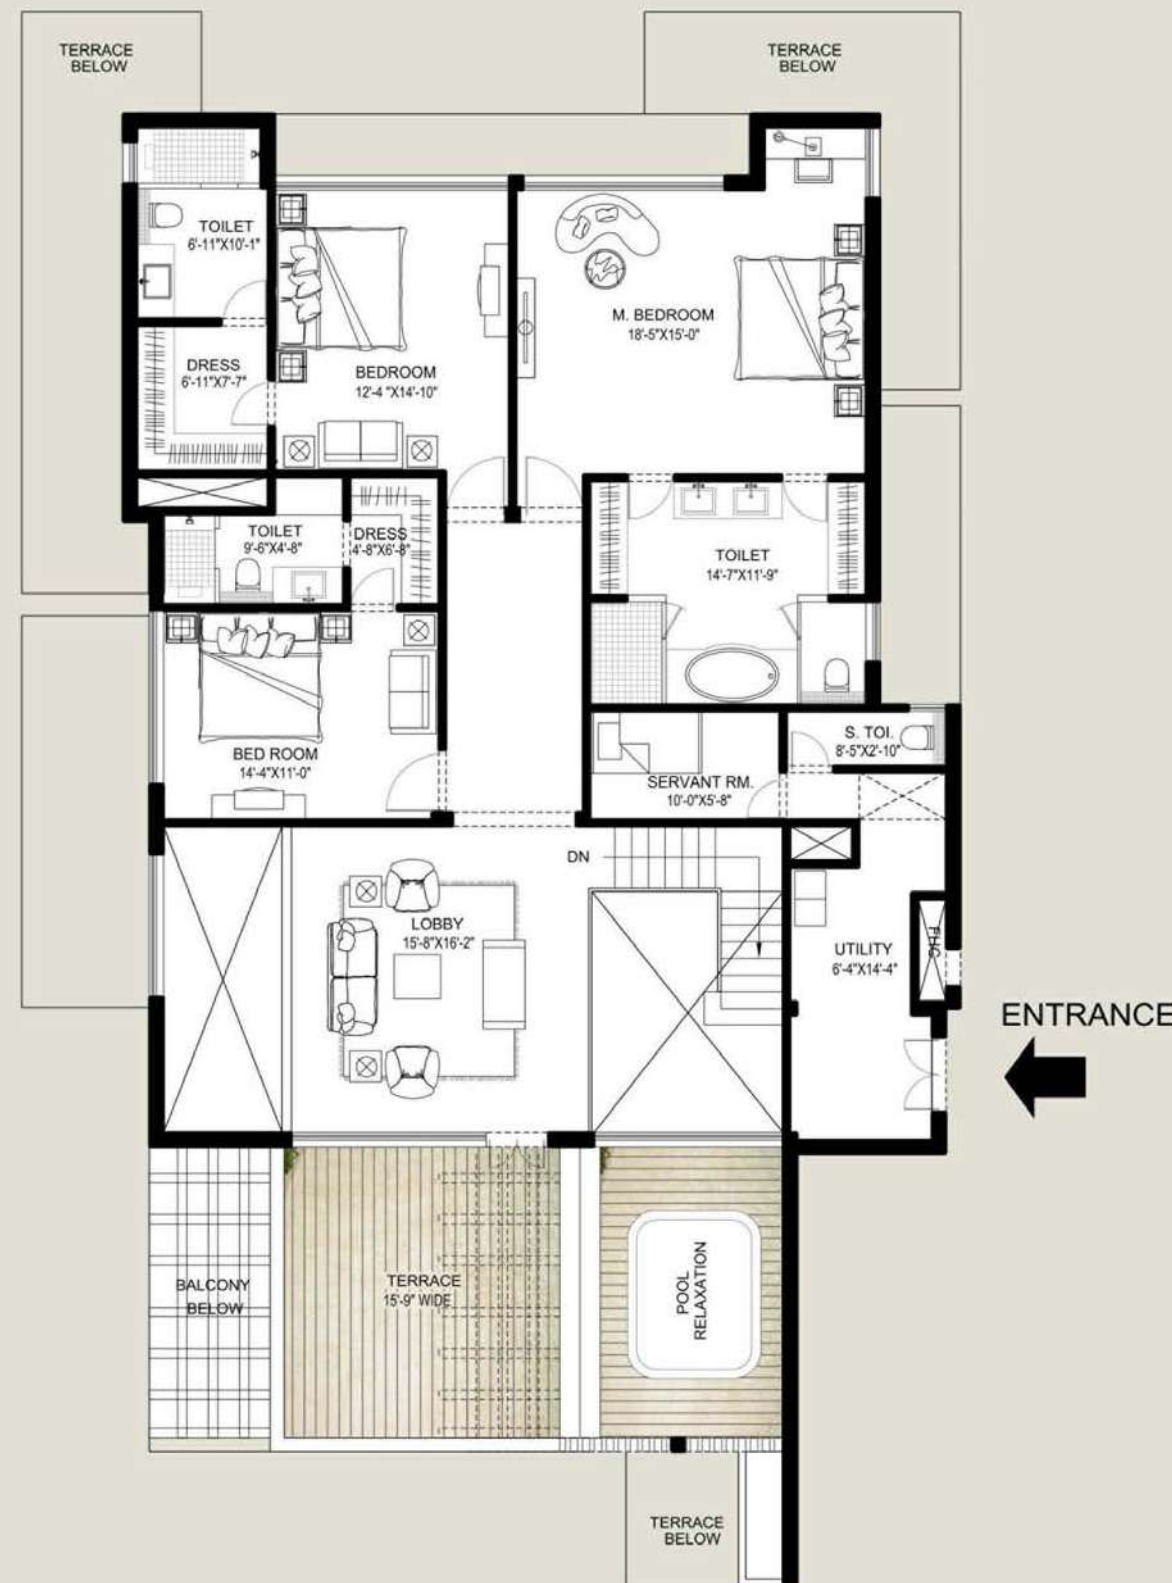 TERRACE
BELOW
TERRACE
BELOW
TOILET
6'-11"X10'-1"
M. BEDROOM
18'-5"X15'-0"
DRESS
6'-11"X7'-7"
BEDROOM
12'-4 "X14'-10"
TOILET
9'-6"X4'-8"
DRESS
4'-8"X6'-8"
TOILET
14'-7"X11'-9"
BED ROOM
14'-4"X11'-0"
S. TOI.
8'-5"X2'-10"
SERVANT RM.
10'-0"X5'-8"
DN
LOBBY
15'-8"X16'-2"
UTILITY
6'-4"X14'-4"
FHC
ENTRANCE
BALCONY
BELOW
TERRACE
15'-9" WIDE
POOL
RELAXATION
TERRACE
BELOW